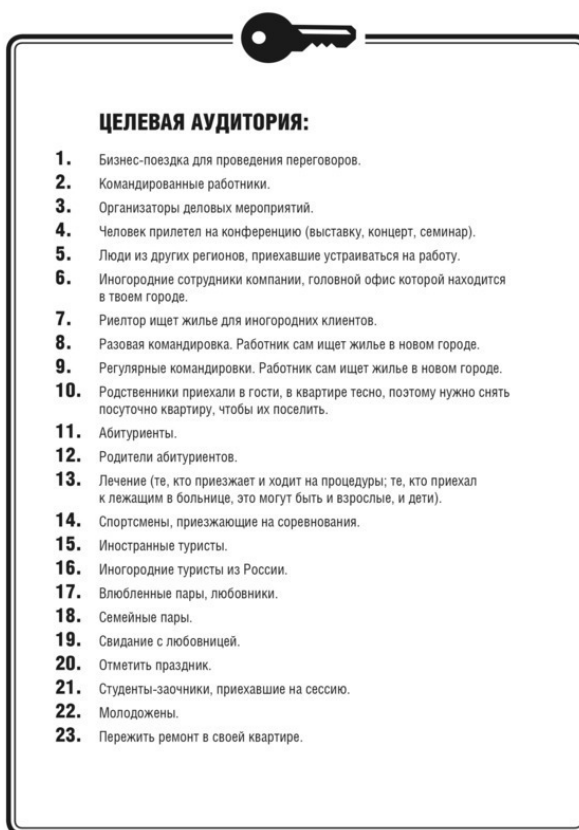 ЦЕЛЕВАЯ АУДИТОРИЯ:
1. Бизнес-поездка для проведения переговоров.
2. Командированные работники.
3. Организаторы деловых мероприятий.
4. Человек прилетел на конференцию (выставку, концерт, семинар).
5. Люди из других регионов, приехавшие устраиваться на работу.
6. Иногородние сотрудники компании, головной офис которой находится
в твоем городе.
7. Риелтор ищет жилье для иногородних клиентов.
8. Разовая командировка. Работник сам ищет жилье в новом городе.
9. Регулярные командировки. Работник сам ищет жилье в новом городе.
10. Родственники приехали в гости, в квартире тесно, поэтому нужно снять
посуточно квартиру, чтобы их поселить.
11. Абитуриенты.
12. Родители абитуриентов.
13. Лечение (те, кто приезжает и ходит на процедуры; те, кто приехал
к лежащим в больнице, это могут быть и взрослые, и дети).
14. Спортсмены, приезжающие на соревнования.
15. Иностранные туристы.
16. Иногородние туристы из России.
17. Влюбленные пары, любовники.
18. Семейные пары.
19. Свидание с любовницей.
20. Отметить праздник.
21. Студенты-заочники, приехавшие на сессию.
22. Молодожены.
23. Пережить ремонт в своей квартире.